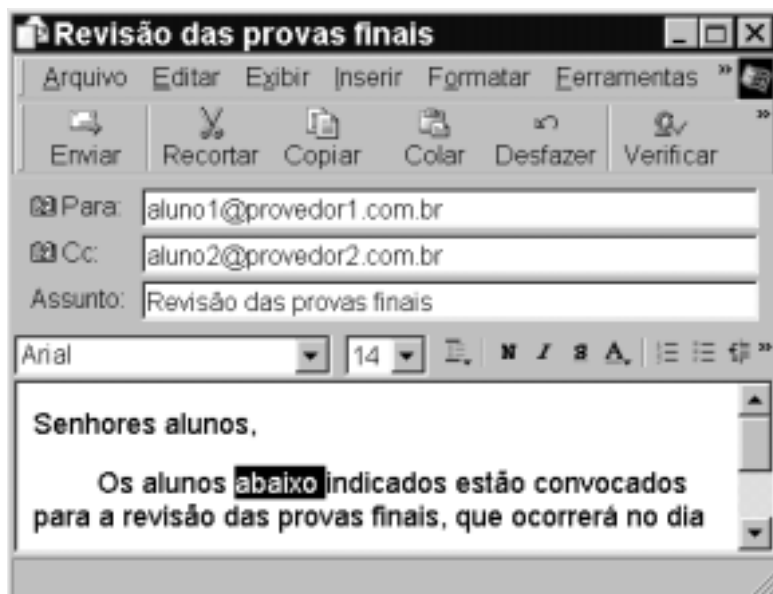 Revisão das provas finais
Arquivo Editar Exibir Inserir Formatar Ferramentas »
Enviar Recortar Copiar Colar Desfazer Verificar »
Para: aluno1@provedor1.com.br
Cc: aluno2@provedor2.com.br
Assunto: Revisão das provas finais
Arial 14 N I S A »
Senhores alunos,
Os alunos abaixo indicados estão convocados
para a revisão das provas finais, que ocorrerá no dia